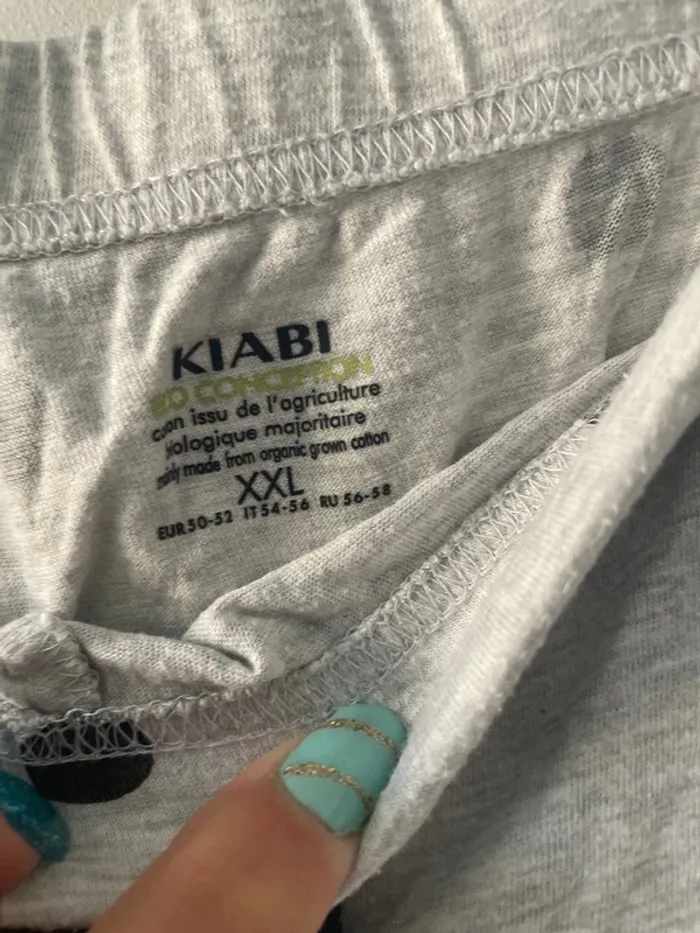 KIABI
ECO CONCEPTION
coton issu de l'agriculture
biologique majoritaire
mainly made from organic grown cotton
XXL
EUR 50-52 IT 54-56 RU 56-58